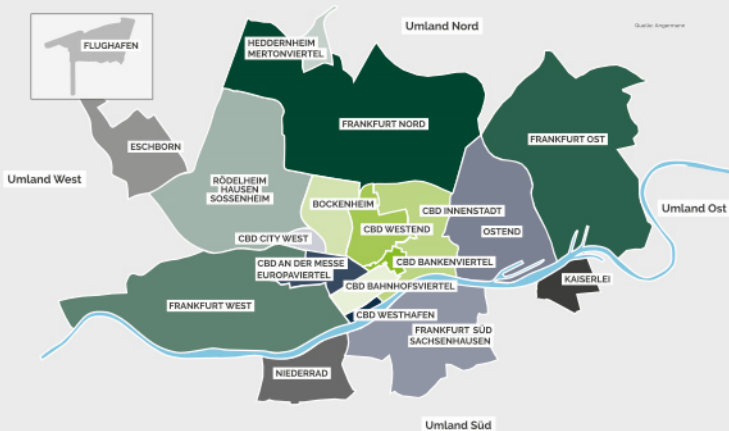 Umland Nord
Quelle: Angermann
FLUGHAFEN
HEDDERNHEIM
MERTONVIERTEL
FRANKFURT NORD
FRANKFURT OST
ESCHBORN
Umland West
RÖDELHEIM
HAUSEN
SOSSENHEIM
BOCKENHEIM
CBD INNENSTADT
Umland Ost
CBD WESTEND
OSTEND
CBD CITY WEST
CBD AN DER MESSE
EUROPAVIERTEL
CBD BANKENVIERTEL
KAISERLEI
CBD BAHNHOFSVIERTEL
FRANKFURT WEST
CBD WESTHAFEN
FRANKFURT SÜD
SACHSENHAUSEN
NIEDERRAD
Umland Süd